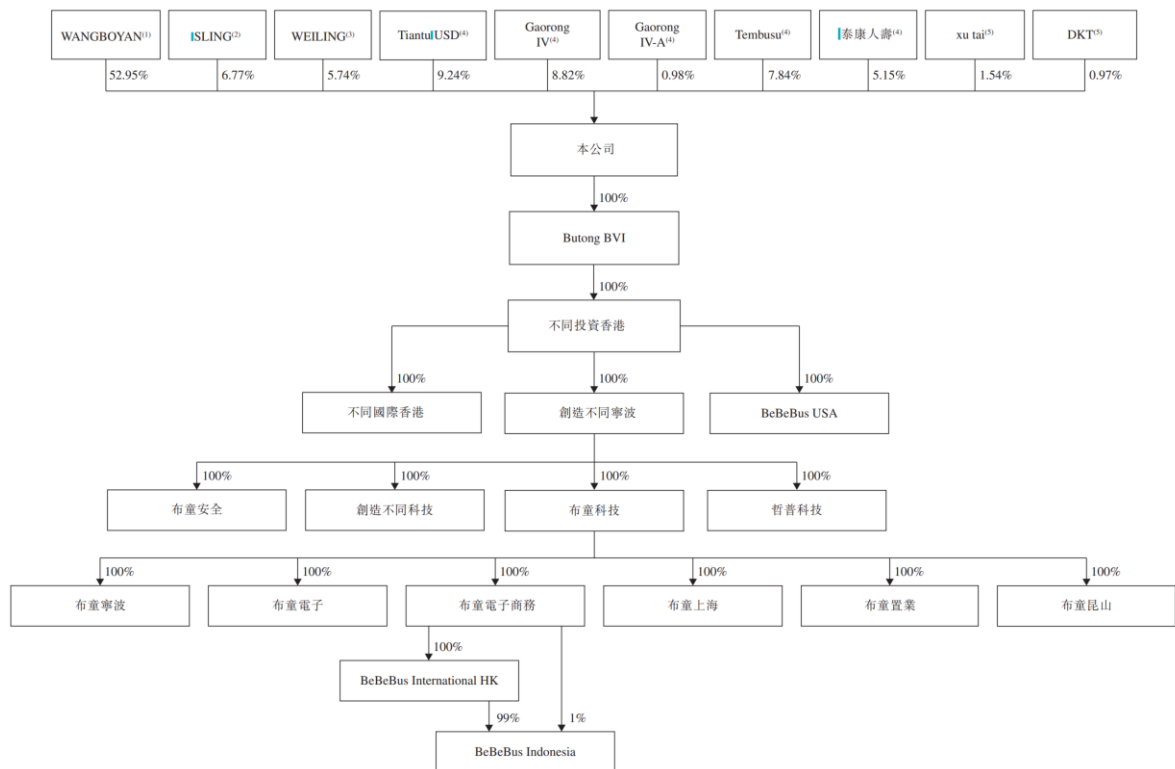 WANGBOYAN(1)
SLING(2)
WEILING(3)
Tiantu USD(4)
Gaorong
IV(4)
Gaorong
IV-A(4)
Tembusu(4)
泰康人壽(4)
xu tai(5)
DKT(5)
52.95%
6.77%
5.74%
9.24%
8.82%
0.98%
7.84%
5.15%
1.54%
0.97%
本公司
100%
Butong BVI
100%
不同投資香港
100%
100%
100%
不同國際香港
創造不同寧波
BeBeBus USA
100%
100%
100%
100%
布童安全
創造不同科技
布童科技
哲普科技
100%
100%
100%
100%
100%
100%
布童寧波
布童電子
布童電子商務
布童上海
布童置業
布童昆山
100%
BeBeBus International HK
99%
1%
BeBeBus Indonesia